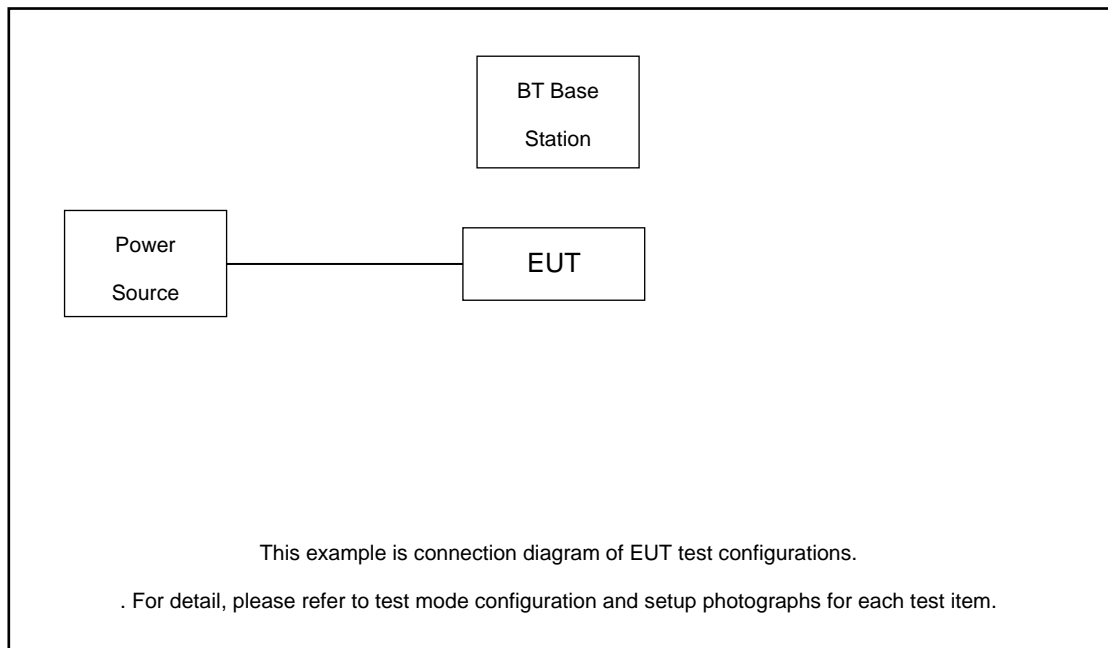 BT Base
Station
Power
Source
EUT
This example is connection diagram of EUT test configurations.
. For detail, please refer to test mode configuration and setup photographs for each test item.